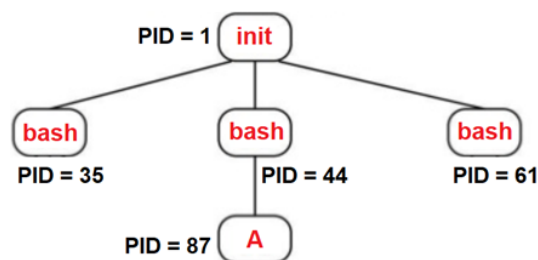 PID = 1 init
bash bash bash
PID = 35 PID = 44 PID = 61
PID = 87 A